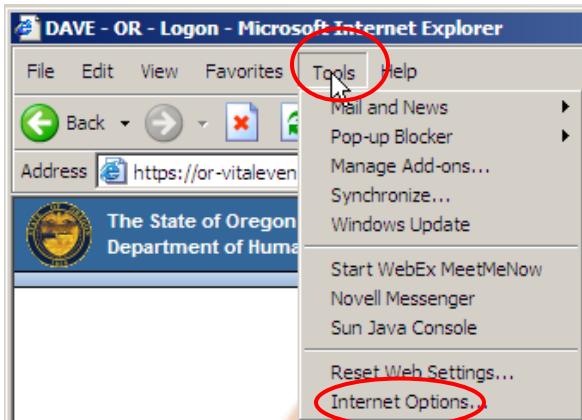 DAVE - OR - Logon - Microsoft Internet Explorer
File Edit View Favorites Tools Help
Back
Address https://or-vitaleven
The State of Oregon
Department of Huma
Mail and News
Pop-up Blocker
Manage Add-ons...
Synchronize...
Windows Update
Start WebEx MeetMeNow
Novell Messenger
Sun Java Console
Reset Web Settings...
Internet Options...